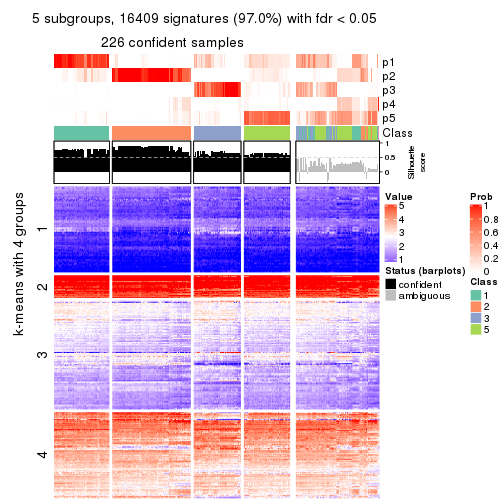 5 subgroups, 16409 signatures (97.0%) with fdr < 0.05
226 confident samples
p1
p2
p3
p4
p5
Class
1
0.5
0
Silhouette
score
k-means with 4 groups
1
2
3
4
Value
5
4
3
2
1
Status (barplots)
confident
ambiguous
Prob
1
0.8
0.6
0.4
0.2
0
Class
1
2
3
5